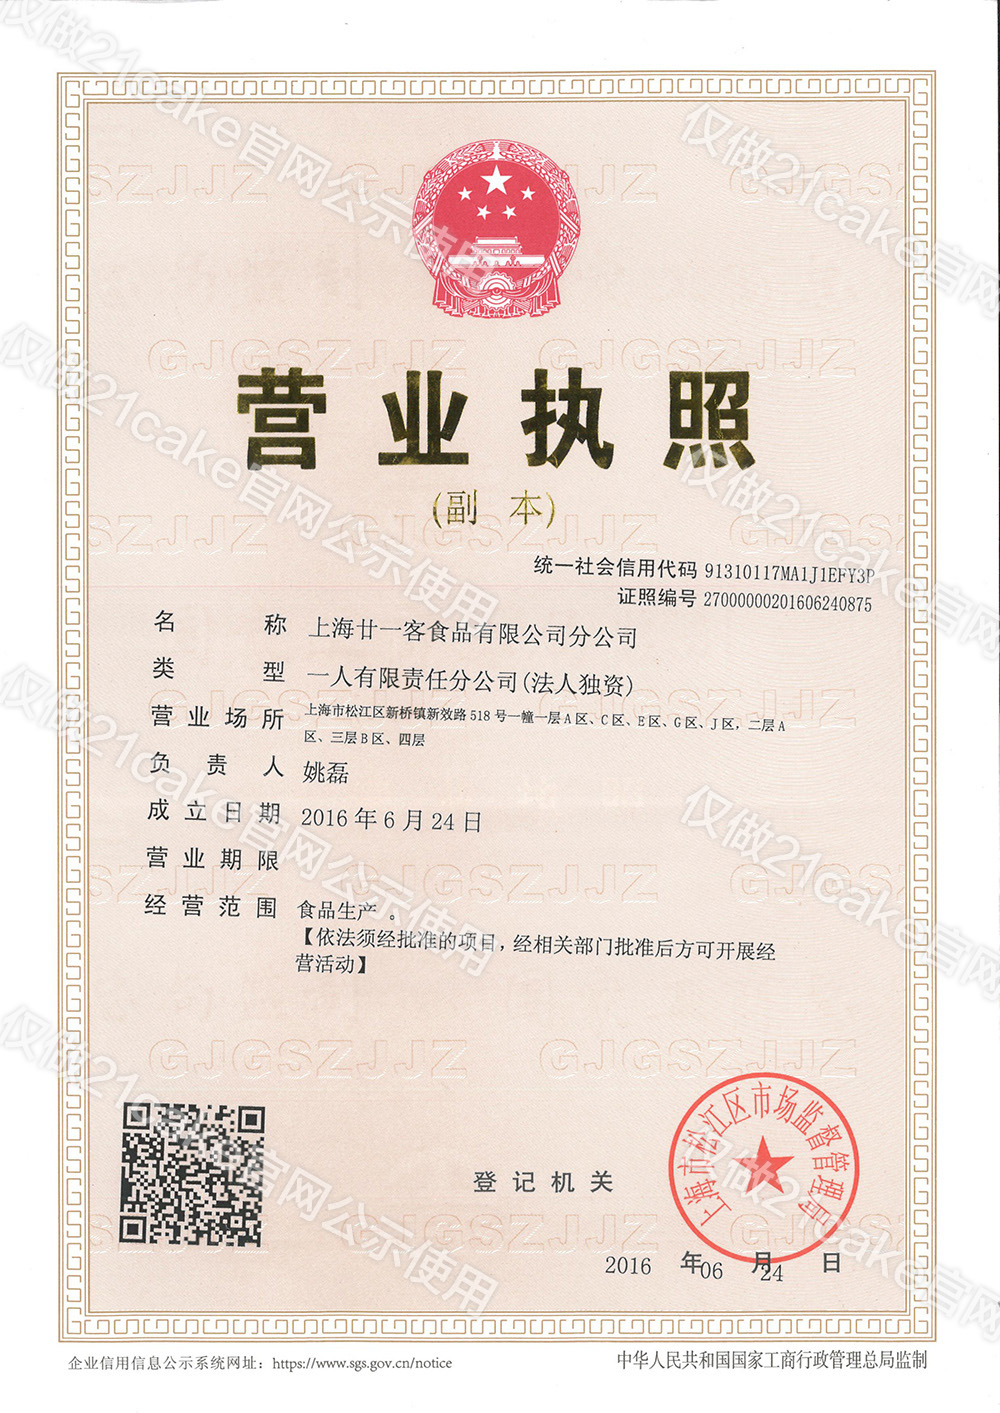 营业执照
(副 本)
统一社会信用代码 91310117MA1J1EFY3P
证照编号 27000000201606240875
名 称 上海廿一客食品有限公司分公司
类 型 一人有限责任分公司(法人独资)
营业场所 上海市松江区新桥镇新效路518号一幢一层A区、C区、E区、G区、J区，二层A
区、三层B区、四层
负 责 人 姚磊
成立日期 2016年6月24日
营业期限
经营范围 食品生产。
【依法须经批准的项目，经相关部门批准后方可开展经
营活动】
上海市松江区市场监督管理局
登记机关
2016 年 06 月 24 日
企业信用信息公示系统网址：https://www.sgs.gov.cn/notice
中华人民共和国国家工商行政管理总局监制
仅做21cake官网公示使用
GJGSZJJZ